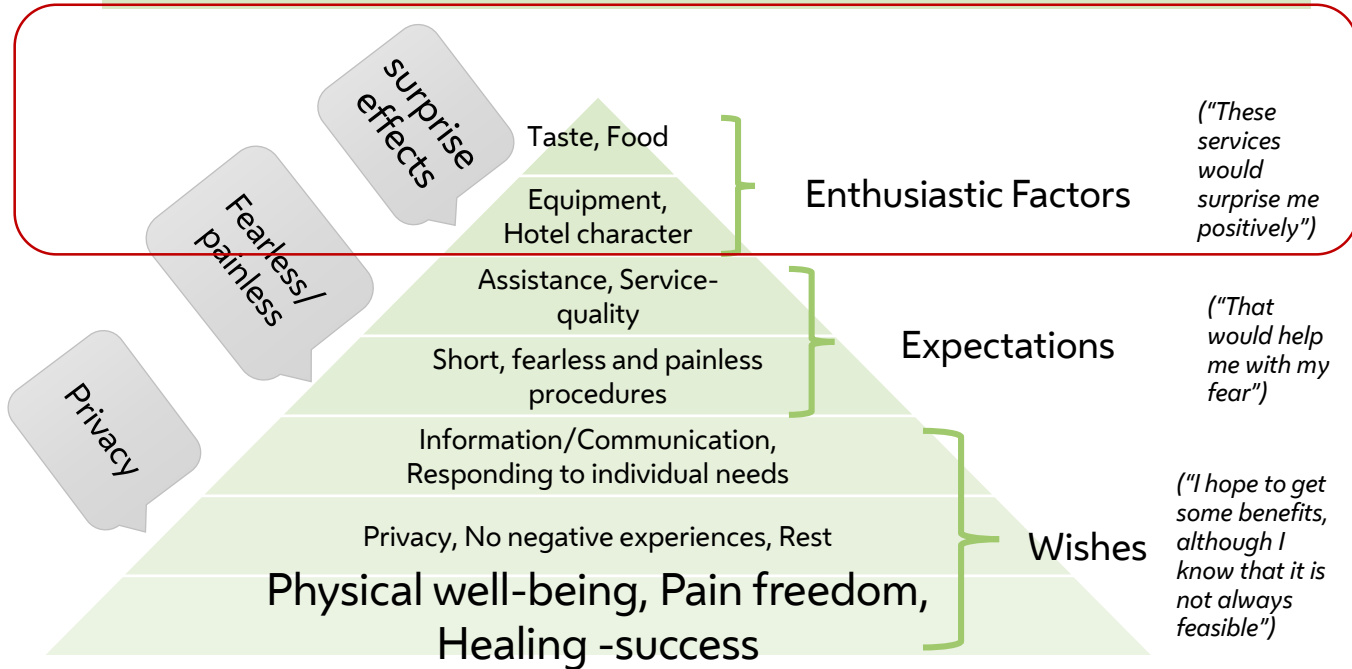 surprise
effects
Taste, Food
Equipment,
Hotel character
Enthusiastic Factors
(“These
services
would
surprise me
positively”)
Fearless/
painless
Assistance, Service-
quality
Short, fearless and painless
procedures
Expectations
(“That
would help
me with my
fear”)
Privacy
Information/Communication,
Responding to individual needs
Privacy, No negative experiences, Rest
Physical well-being, Pain freedom,
Healing -success
Wishes
(“I hope to get
some benefits,
although I
know that it is
not always
feasible”)